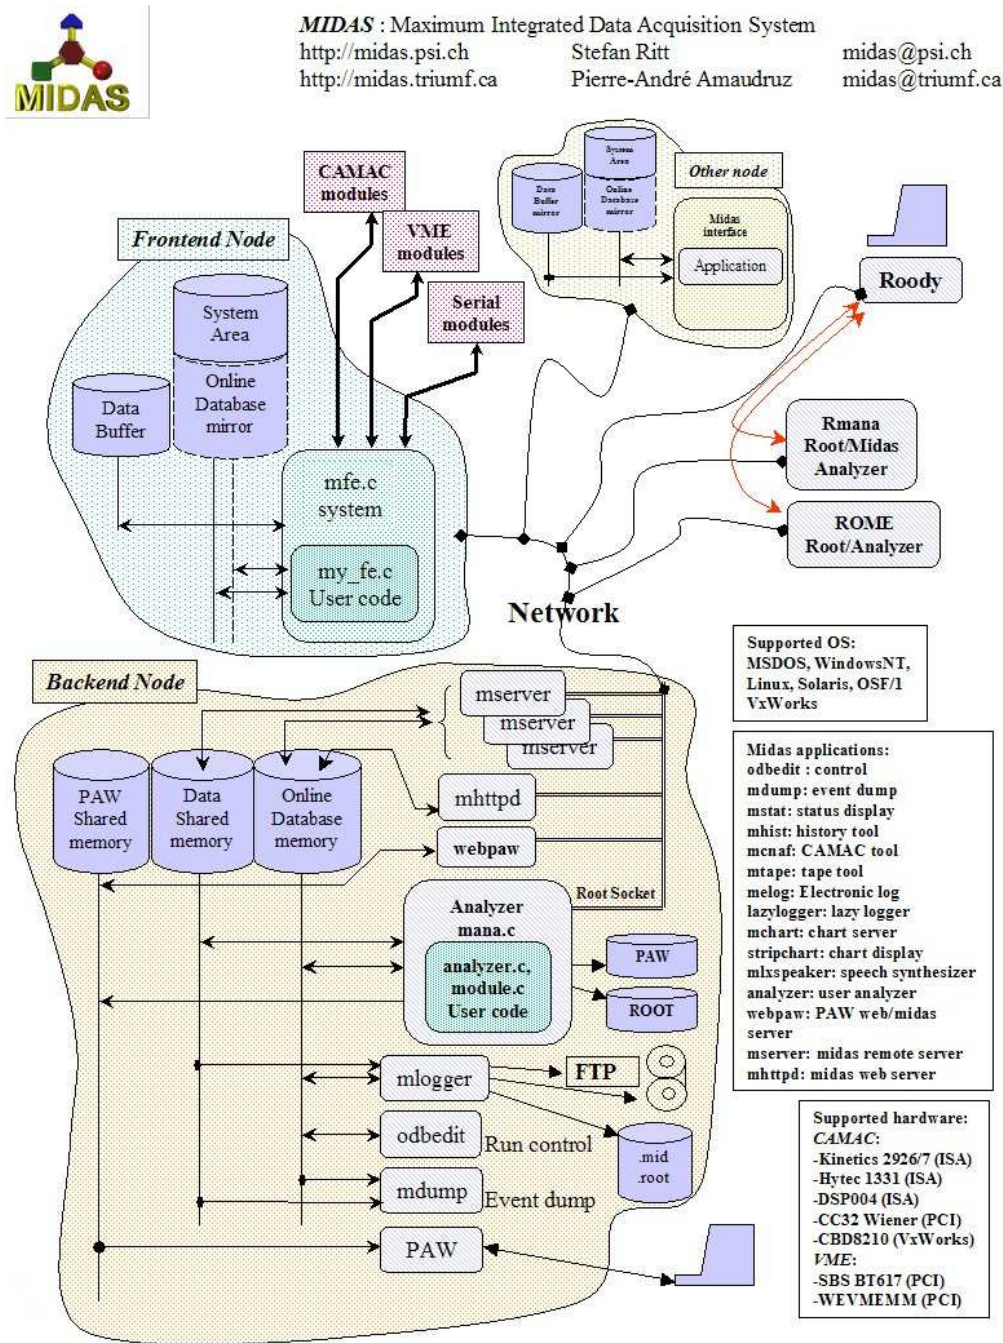 MIDAS : Maximum Integrated Data Acquisition System
http://midas.psi.ch Stefan Ritt midas@psi.ch
http://midas.triumf.ca Pierre-André Amaudruz midas@triumf.ca
MIDAS
CAMAC
modules
VME
modules
Serial
modules
Frontend Node
System
Area
Online
Database
mirror
Data
Buffer
mfe.c
system
my_fe.c
User code
System
Area
Data
Buffer
mirror
Online
Database
mirror
Other node
Midas
interface
Application
Roody
Rmana
Root/Midas
Analyzer
ROME
Root/Analyzer
Network
Backend Node
mserver
mserver
mserver
PAW
Shared
memory
Data
Shared
memory
Online
Database
memory
mhttpd
webpaw
Root Socket
Analyzer
mana.c
analyzer.c,
module.c
User code
PAW
ROOT
mlogger
FTP
odbedit Run control
.mid
.root
mdump Event dump
PAW
Supported OS:
MSDOS, WindowsNT,
Linux, Solaris, OSF/1
VxWorks
Midas applications:
odbedit : control
mdump: event dump
mstat: status display
mhist: history tool
mcnaf: CAMAC tool
mtape: tape tool
melog: Electronic log
lazylogger: lazy logger
mchart: chart server
stripchart: chart display
mlxspeaker: speech synthesizer
analyzer: user analyzer
webpaw: PAW web/midas
server
mserver: midas remote server
mhttpd: midas web server
Supported hardware:
CAMAC:
-Kinetics 2926/7 (ISA)
-Hytec 1331 (ISA)
-DSP004 (ISA)
-CC32 Wiener (PCI)
-CBD8210 (VxWorks)
VME:
-SBS BT617 (PCI)
-WEVMEMM (PCI)